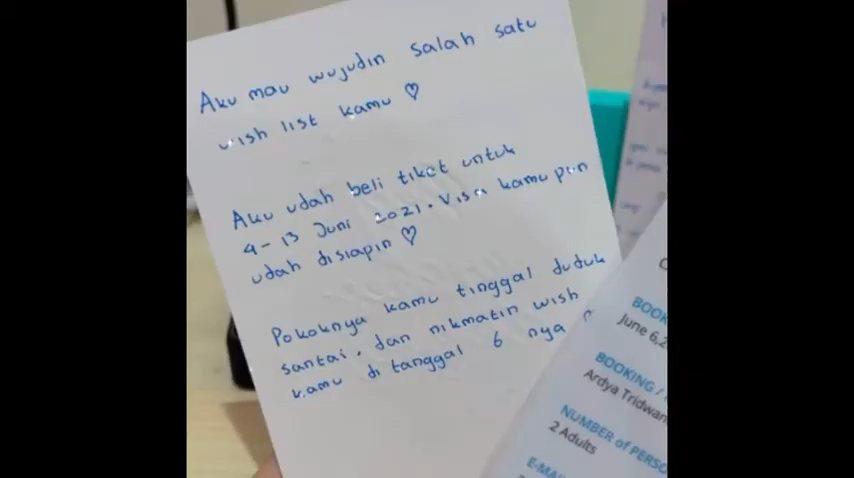 Aku mau wujudin salah satu
wish list kamu ♡
Aku udah beli tiket untuk
4-13 Juni 2021. Visa kamu pun
udah disiapin ♡
Pokoknya kamu tinggal duduk
santai, dan nikmatin wish
kamu di tanggal 6 nya
BOOK
June 6,2
BOOKING /
Ardya Tridwan
NUMBER of PERSO
2 Adults
E-MAI